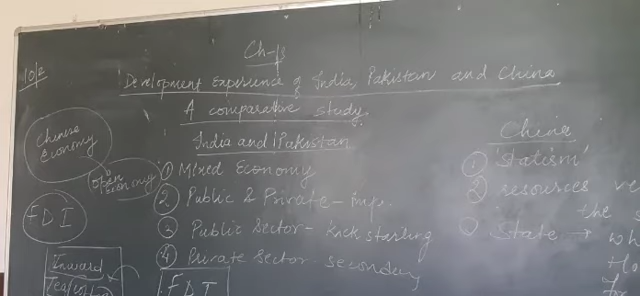 10/2
Ch-
Development Experience of India, Pakistan and China
A comparative study
India and Pakistan
① Mixed Economy
② Public & Private - imp.
③ Public Sector - kick starting
④ Private Sector - secondary
FDI
Chinese Economy
Open Economy
FDI
Inward
China
① 'Statism'
② resources
the
State →